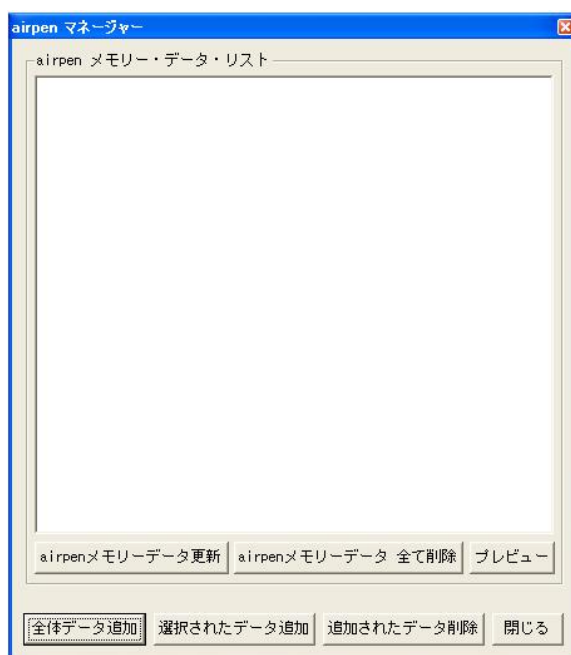 airpen マネージャー
airpen メモリー・データ・リスト
airpenメモリーデータ更新 airpenメモリーデータ 全て削除 プレビュー
全体データ追加 選択されたデータ追加 追加されたデータ削除 閉じる